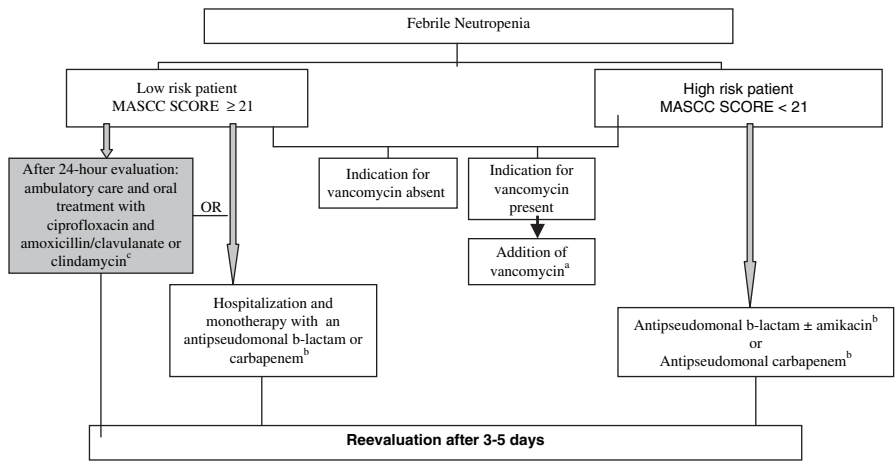 Febrile Neutropenia
Low risk patient
MASCC SCORE ≥ 21
High risk patient
MASCC SCORE < 21
After 24-hour evaluation:
ambulatory care and oral
treatment with
ciprofloxacin and
amoxicillin/clavulanate or
clindamycinᶜ
OR
Indication for
vancomycin absent
Indication for
vancomycin
present
Addition of
vancomycinᵃ
Hospitalization and
monotherapy with an
antipseudomonal b-lactam or
carbapenemᵇ
Antipseudomonal b-lactam ± amikacinᵇ
or
Antipseudomonal carbapenemᵇ
Reevaluation after 3-5 days